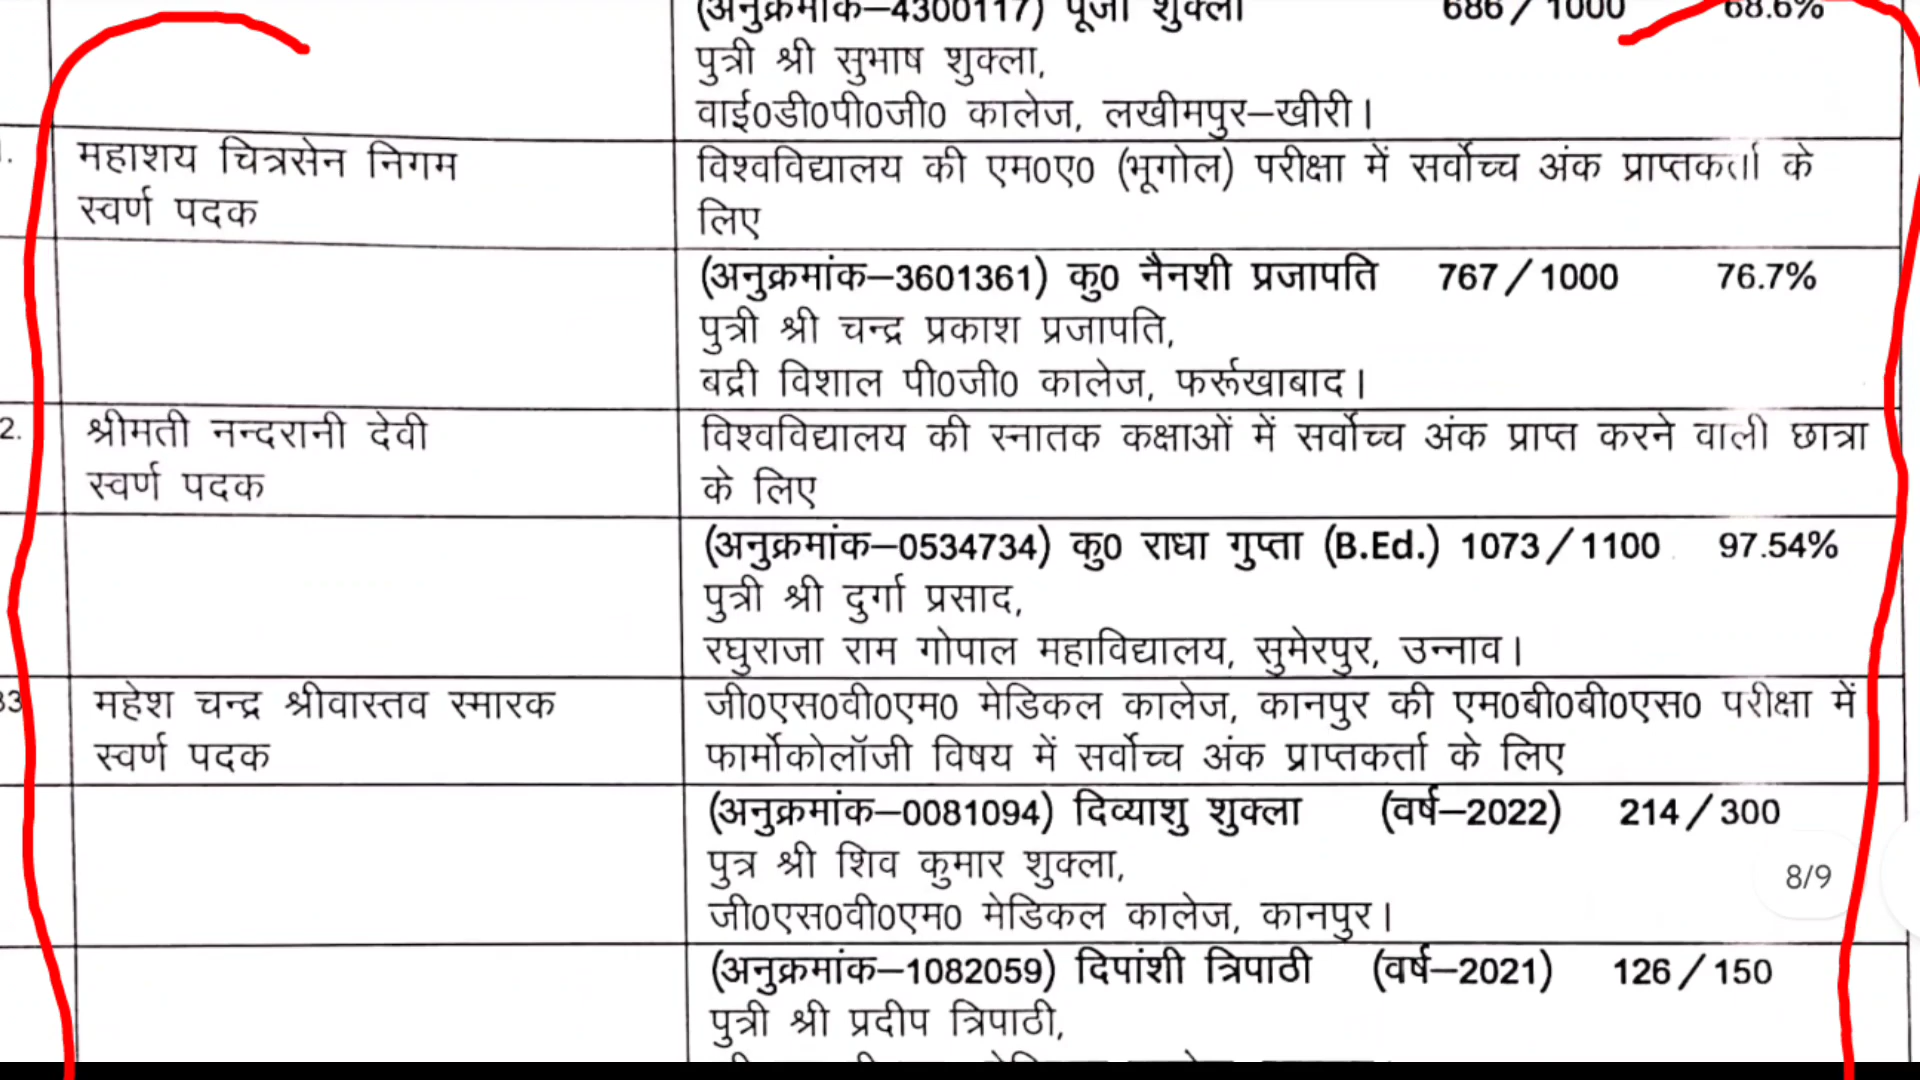 (अनुक्रमांक–4300117) पूजा शुक्ला 686/1000 68.6%
पुत्री श्री सुभाष शुक्ला,
वाई0डी0पी0जी0 कालेज, लखीमपुर–खीरी।
महाशय चित्रसेन निगम
स्वर्ण पदक
विश्वविद्यालय की एम0ए0 (भूगोल) परीक्षा में सर्वोच्च अंक प्राप्तकर्ता के
लिए
(अनुक्रमांक–3601361) कु0 नैनशी प्रजापति 767/1000 76.7%
पुत्री श्री चन्द्र प्रकाश प्रजापति,
बद्री विशाल पी0जी0 कालेज, फर्रूखाबाद।
2. श्रीमती नन्दरानी देवी
स्वर्ण पदक
विश्वविद्यालय की स्नातक कक्षाओं में सर्वोच्च अंक प्राप्त करने वाली छात्रा
के लिए
(अनुक्रमांक–0534734) कु0 राधा गुप्ता (B.Ed.) 1073/1100 97.54%
पुत्री श्री दुर्गा प्रसाद,
रघुराजा राम गोपाल महाविद्यालय, सुमेरपुर, उन्नाव।
33 महेश चन्द्र श्रीवास्तव स्मारक
स्वर्ण पदक
जी0एस0वी0एम0 मेडिकल कालेज, कानपुर की एम0बी0बी0एस0 परीक्षा में
फार्मोकोलॉजी विषय में सर्वोच्च अंक प्राप्तकर्ता के लिए
(अनुक्रमांक–0081094) दिव्याशु शुक्ला (वर्ष–2022) 214/300
पुत्र श्री शिव कुमार शुक्ला,
जी0एस0वी0एम0 मेडिकल कालेज, कानपुर।
8/9
(अनुक्रमांक–1082059) दिपांशी त्रिपाठी (वर्ष–2021) 126/150
पुत्री श्री प्रदीप त्रिपाठी,